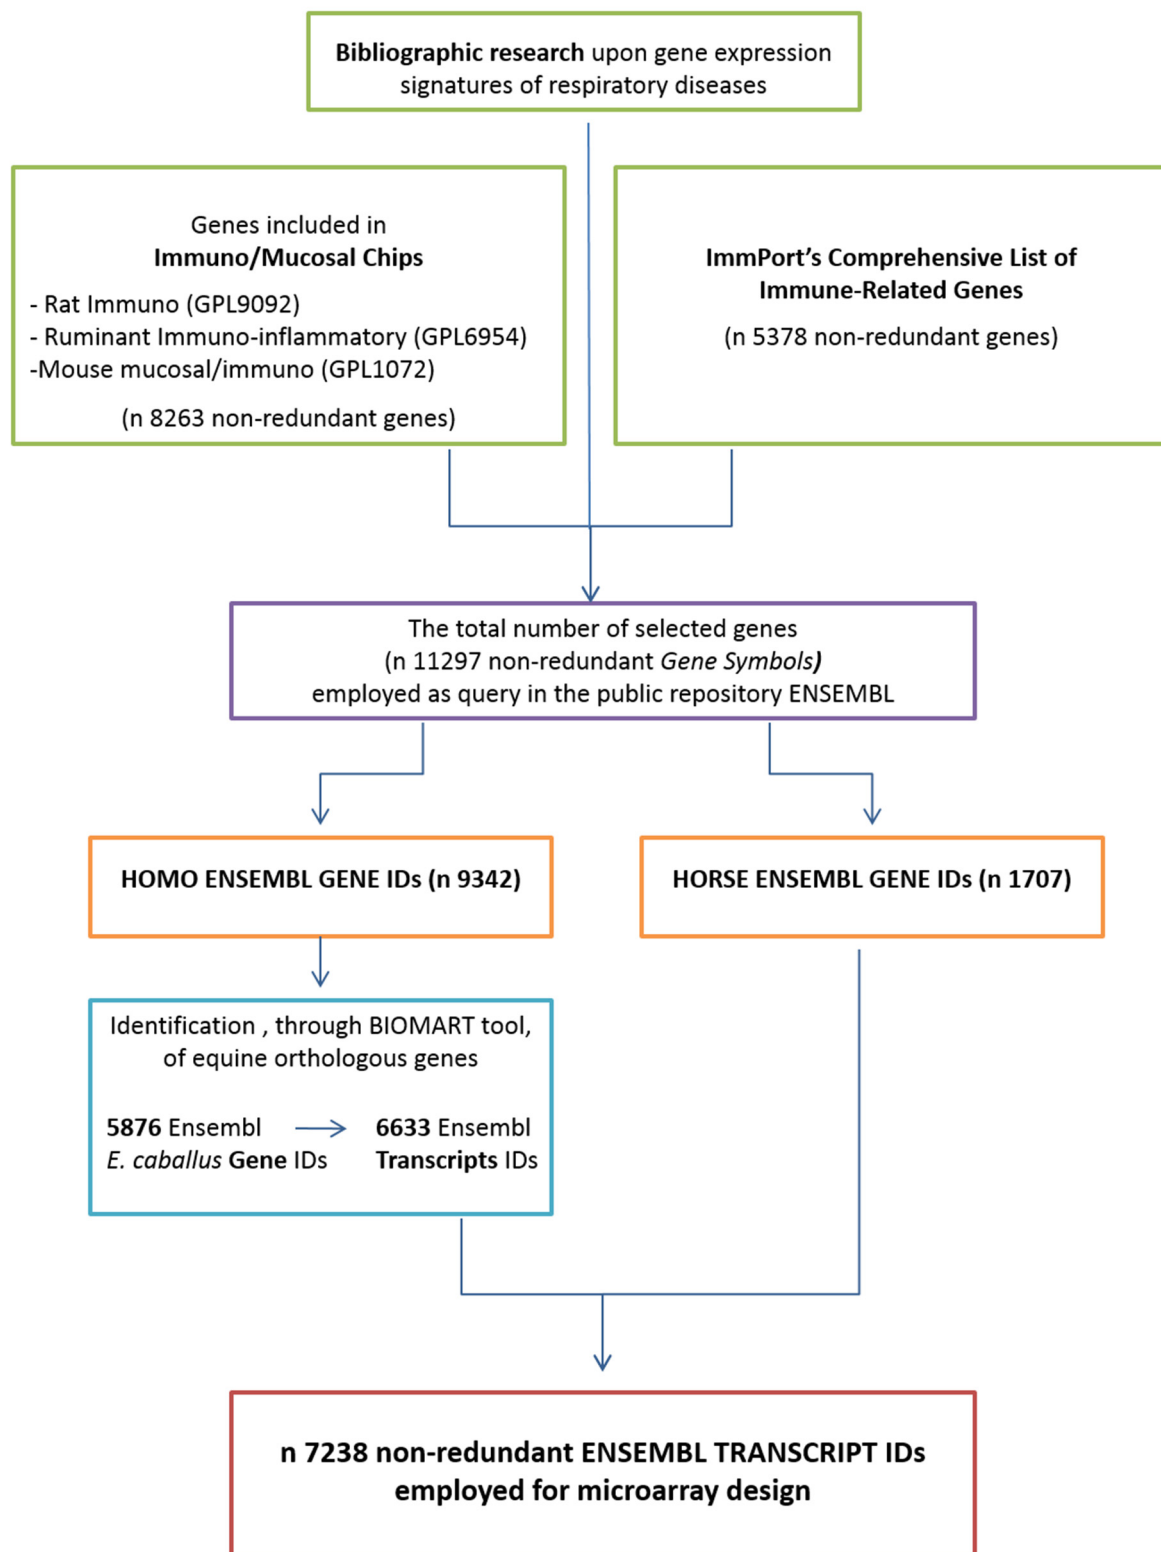 Bibliographic research upon gene expression
signatures of respiratory diseases
Genes included in
Immuno/Mucosal Chips
- Rat Immuno (GPL9092)
- Ruminant Immuno-inflammatory (GPL6954)
-Mouse mucosal/immuno (GPL1072)
(n 8263 non-redundant genes)
ImmPort’s Comprehensive List of
Immune-Related Genes
(n 5378 non-redundant genes)
The total number of selected genes
(n 11297 non-redundant Gene Symbols)
employed as query in the public repository ENSEMBL
HOMO ENSEMBL GENE IDs (n 9342)
HORSE ENSEMBL GENE IDs (n 1707)
Identification , through BIOMART tool,
of equine orthologous genes
5876 Ensembl
E. caballus Gene IDs
6633 Ensembl
Transcripts IDs
n 7238 non-redundant ENSEMBL TRANSCRIPT IDs
employed for microarray design